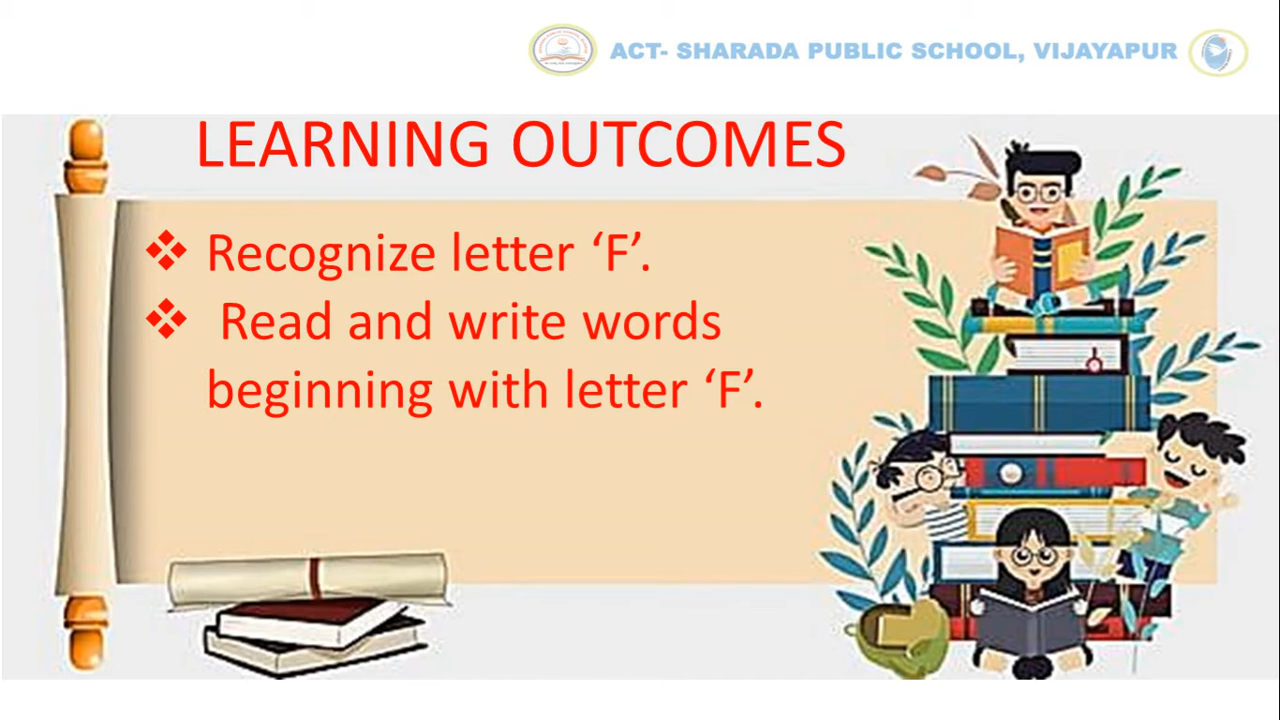 ACT- SHARADA PUBLIC SCHOOL, VIJAYAPUR
LEARNING OUTCOMES
❖ Recognize letter ‘F’.
❖ Read and write words
beginning with letter ‘F’.